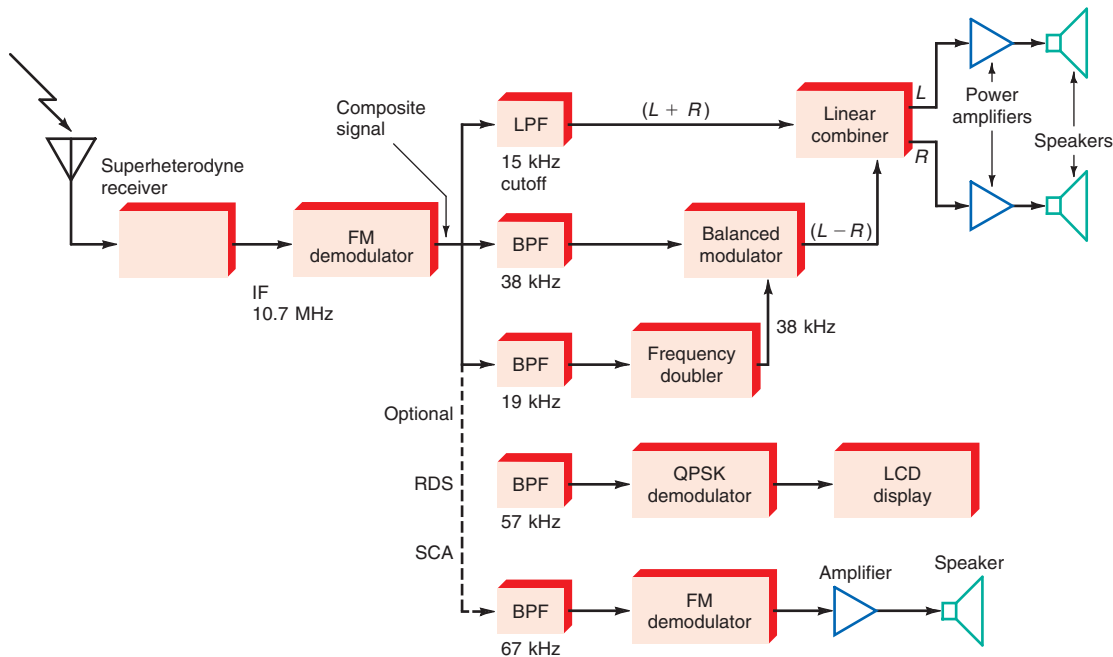 Composite
signal
LPF
15 kHz
cutoff
(L + R)
Linear
combiner
L
R
Power
amplifiers
Speakers
Superheterodyne
receiver
IF
10.7 MHz
FM
demodulator
BPF
38 kHz
Balanced
modulator
(L – R)
38 kHz
BPF
19 kHz
Frequency
doubler
Optional
RDS
BPF
57 kHz
QPSK
demodulator
LCD
display
SCA
BPF
67 kHz
FM
demodulator
Amplifier
Speaker